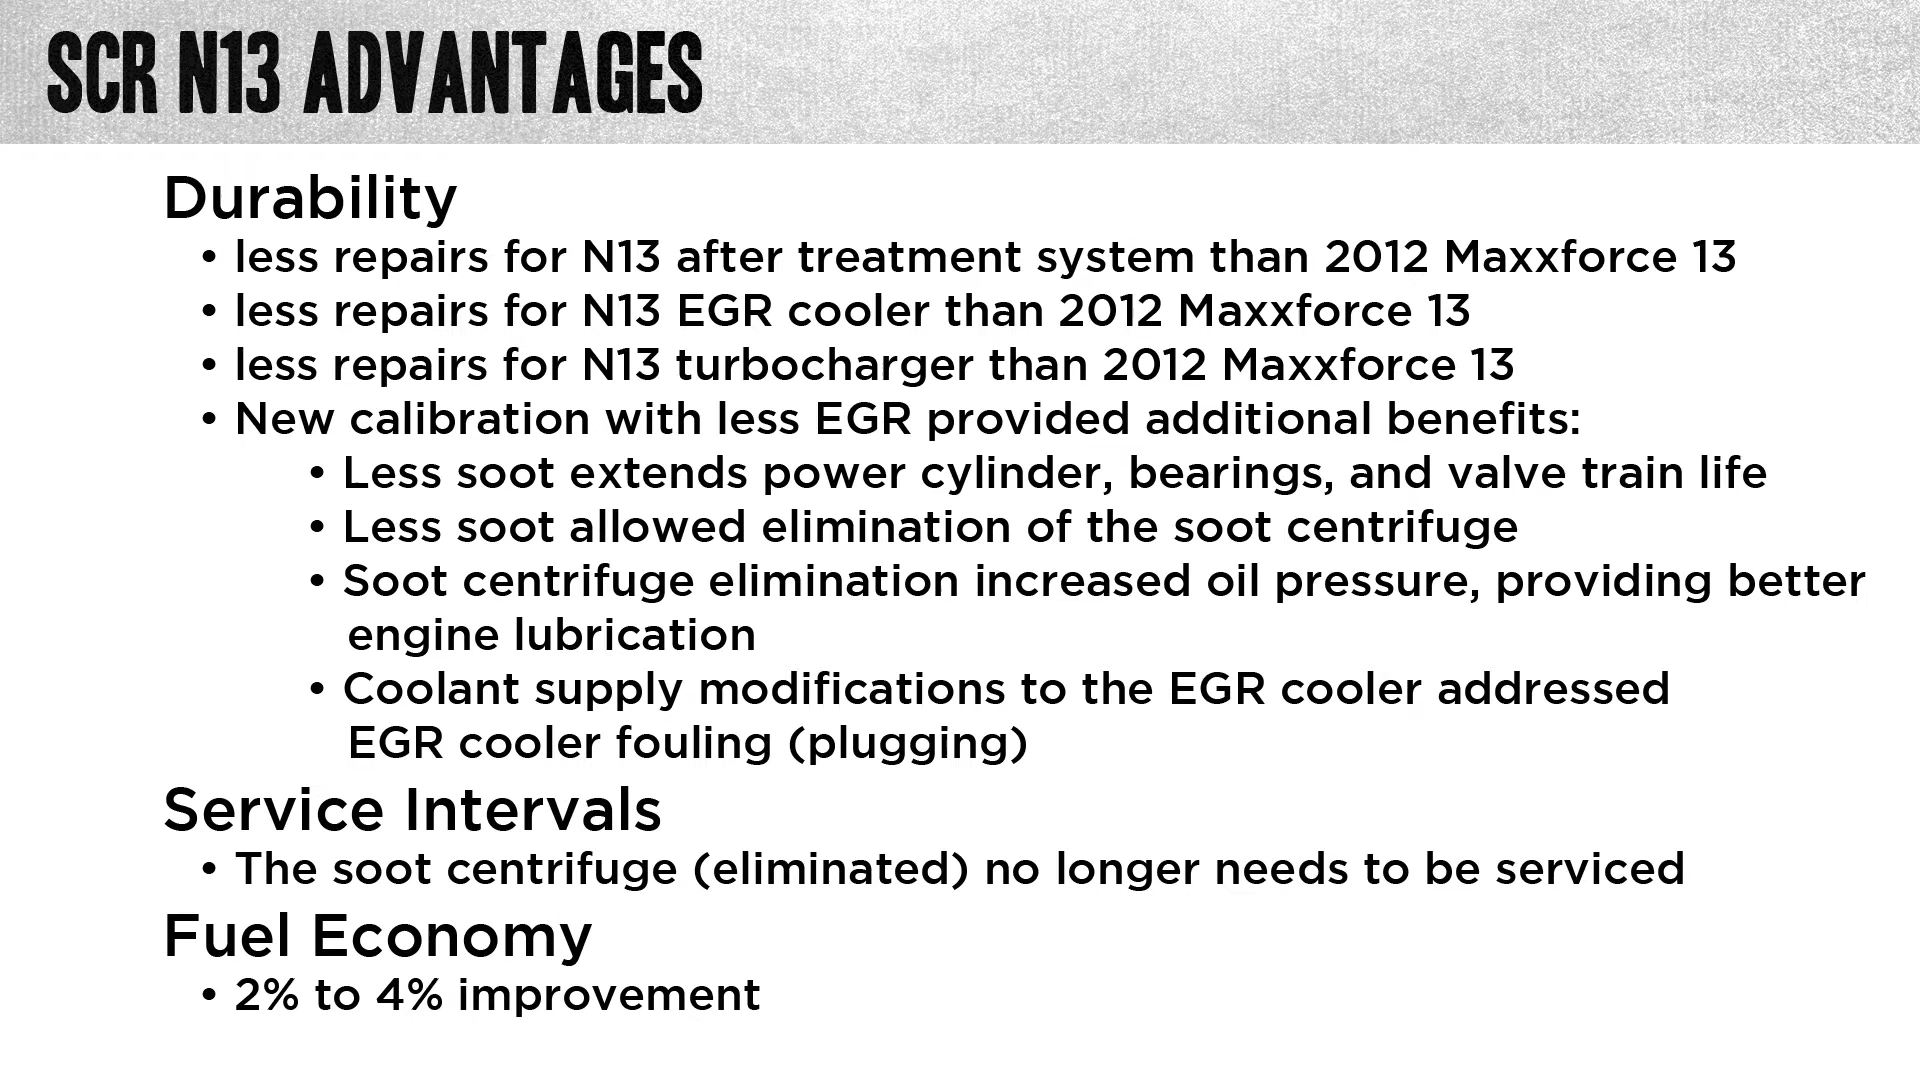 SCR N13 ADVANTAGES
Durability
• less repairs for N13 after treatment system than 2012 Maxxforce 13
• less repairs for N13 EGR cooler than 2012 Maxxforce 13
• less repairs for N13 turbocharger than 2012 Maxxforce 13
• New calibration with less EGR provided additional benefits:
• Less soot extends power cylinder, bearings, and valve train life
• Less soot allowed elimination of the soot centrifuge
• Soot centrifuge elimination increased oil pressure, providing better
engine lubrication
• Coolant supply modifications to the EGR cooler addressed
EGR cooler fouling (plugging)
Service Intervals
• The soot centrifuge (eliminated) no longer needs to be serviced
Fuel Economy
• 2% to 4% improvement